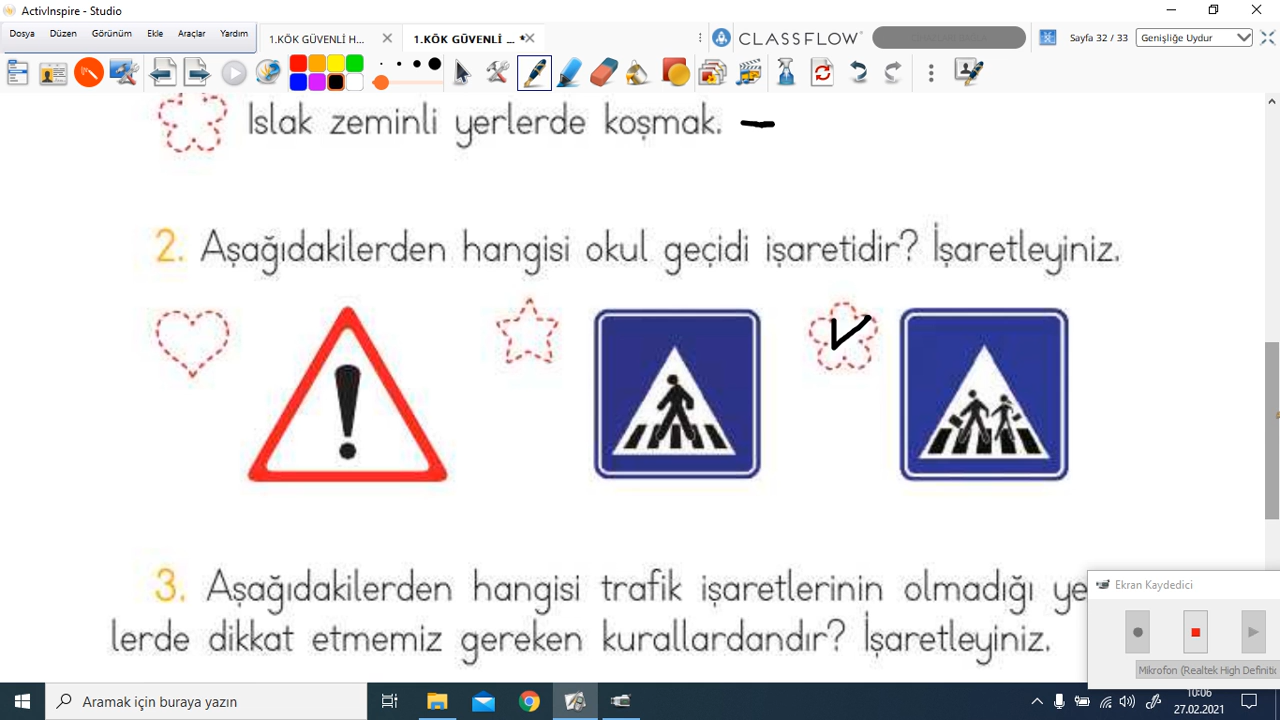 ActivInspire - Studio
Dosya Düzen Görünüm Ekle Araçlar Yardım
1.KÖK GÜVENLİ H...
1.KÖK GÜVENLİ ... *
CLASSFLOW
Sayfa 32 / 33
Genişliğe Uydur
Islak zeminli yerlerde koşmak.
2. Aşağıdakilerden hangisi okul geçidi işaretidir? İşaretleyiniz.
3. Aşağıdakilerden hangisi trafik işaretlerinin olmadığı ye
lerde dikkat etmemiz gereken kurallardandır? İşaretleyiniz.
Ekran Kaydedici
Mikrofon (Realtek High Definiti
Aramak için buraya yazın
10:06
27.02.2021